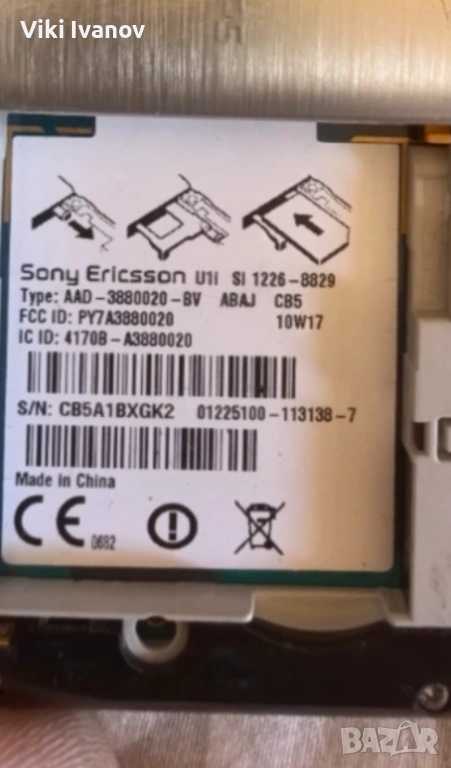 Viki Ivanov
Sony Ericsson U1i SI 1226-8829
Type: AAD-3880020-BV ABAJ CB5
FCC ID: PY7A3880020 10W17
IC ID: 4170B-A3880020
S/N: CB5A1BXGK2 01225100-113138-7
Made in China
CE 0682
BAZAR